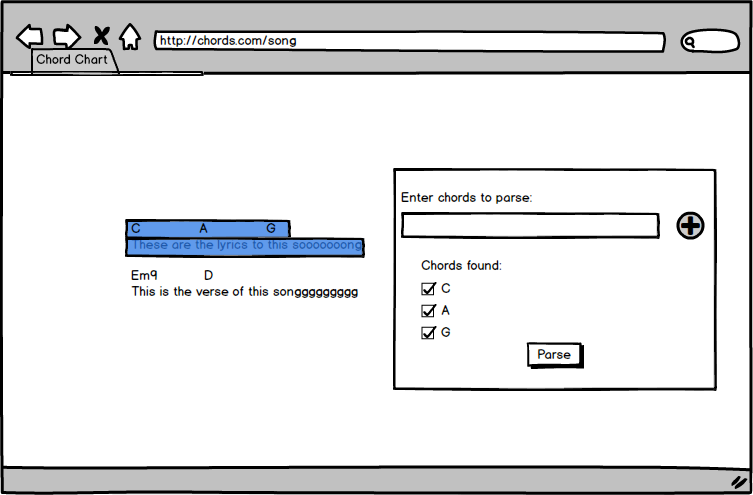 http://chords.com/song
Chord Chart
C A G
These are the lyrics to this sooooooong
Em9 D
This is the verse of this songgggggggg
Enter chords to parse:
Chords found:
C
A
G
Parse